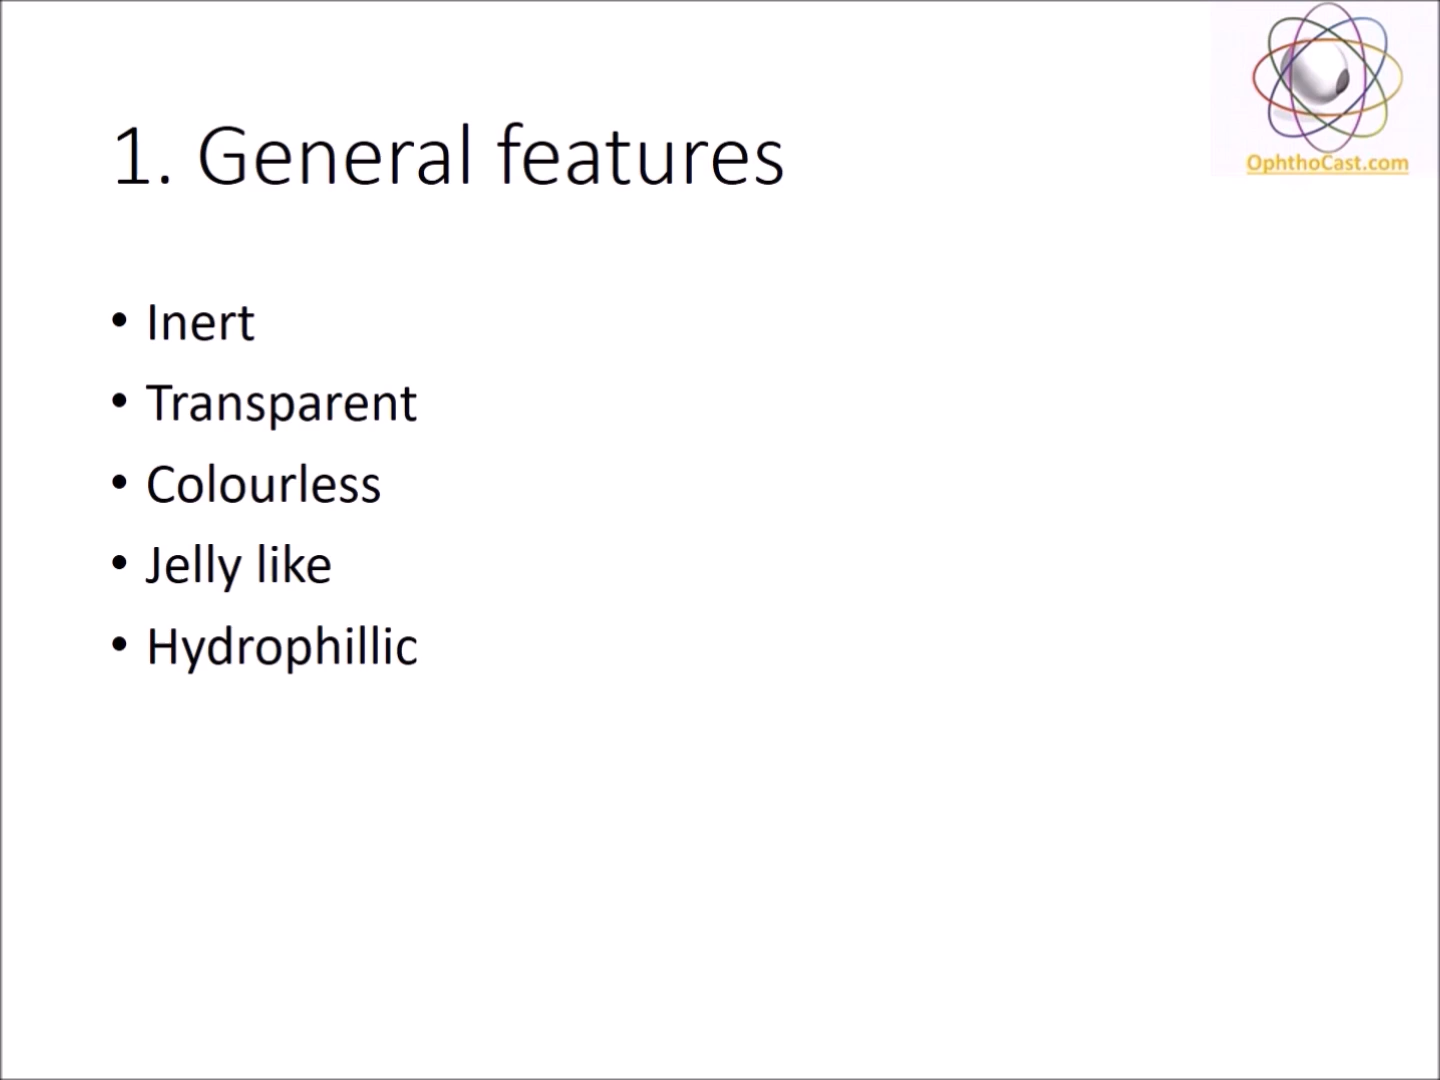 OphthoCast.com
1. General features
• Inert
• Transparent
• Colourless
• Jelly like
• Hydrophillic